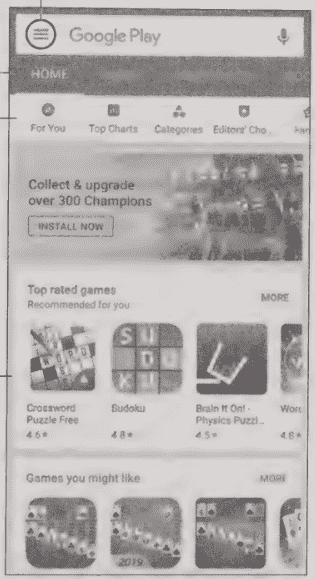 Google Play
HOME
For You Top Charts Categories Editors' Cho...
Collect & upgrade
over 300 Champions
INSTALL NOW
Top rated games
Recommended for you
MORE
S U
D
K U
Crossword
Puzzle Free
4.6★
Sudoku
4.8★
Brain It On! -
Physics Puzzl...
4.5★
4.8★
Games you might like
MORE
2019